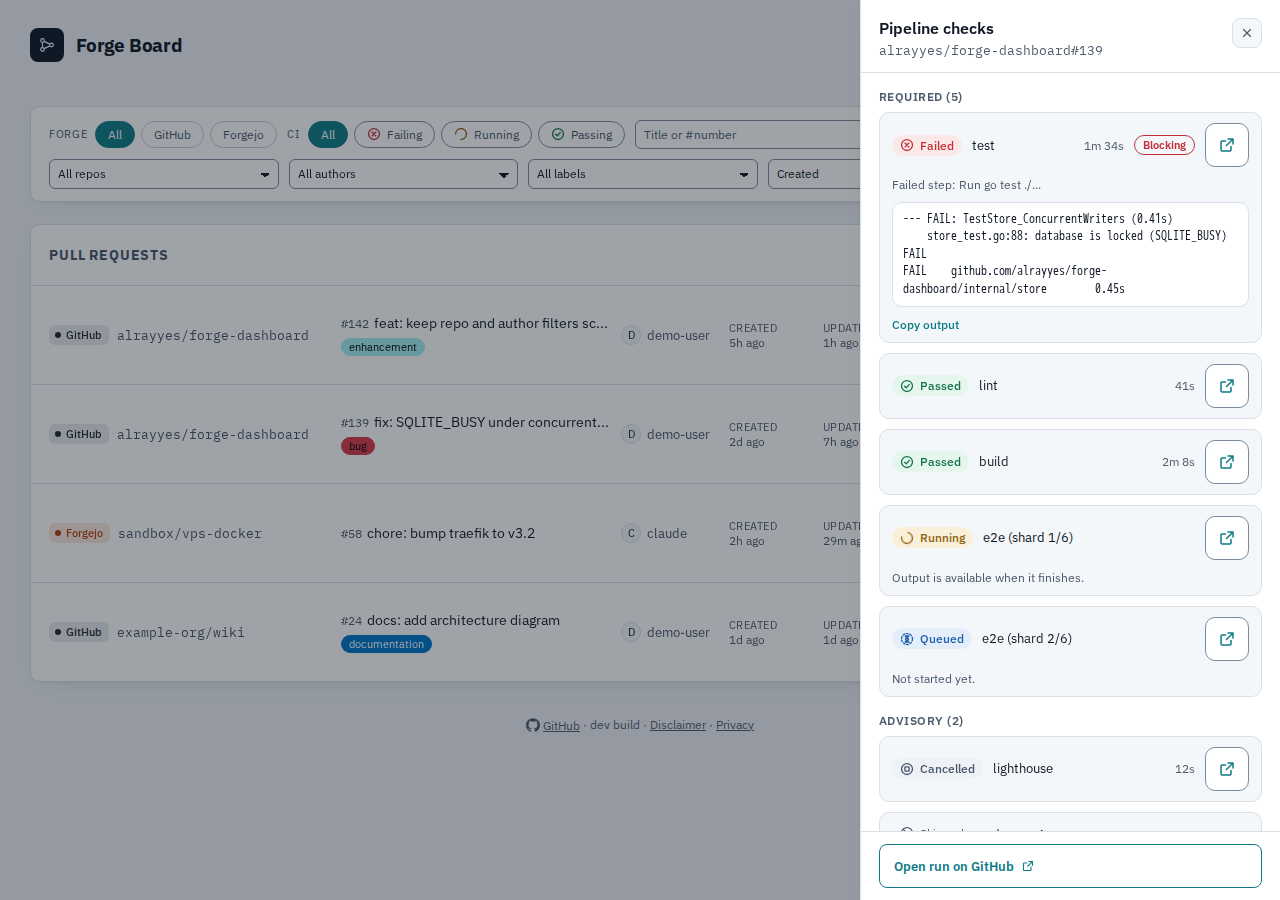 Forge Board
FORGE All GitHub Forgejo CI All Failing Running Passing Title or #number
All repos All authors All labels Created
PULL REQUESTS
GitHub alrayyes/forge-dashboard #142 feat: keep repo and author filters sc... D demo-user CREATED
enhancement 5h ago 1h ago
GitHub alrayyes/forge-dashboard #139 fix: SQLITE_BUSY under concurrent... D demo-user CREATED
bug 2d ago 7h ago
Forgejo sandbox/vps-docker #58 chore: bump traefik to v3.2 C claude CREATED
2h ago 29m ag
GitHub example-org/wiki #24 docs: add architecture diagram D demo-user CREATED
documentation 1d ago 1d ago
GitHub · dev build · Disclaimer · Privacy
Pipeline checks
alrayyes/forge-dashboard#139
REQUIRED (5)
Failed test 1m 34s Blocking
Failed step: Run go test ./...
--- FAIL: TestStore_ConcurrentWriters (0.41s)
store_test.go:88: database is locked (SQLITE_BUSY)
FAIL
FAIL github.com/alrayyes/forge-
dashboard/internal/store 0.45s
Copy output
Passed lint 41s
Passed build 2m 8s
Running e2e (shard 1/6)
Output is available when it finishes.
Queued e2e (shard 2/6)
Not started yet.
ADVISORY (2)
Cancelled lighthouse 12s
Open run on GitHub